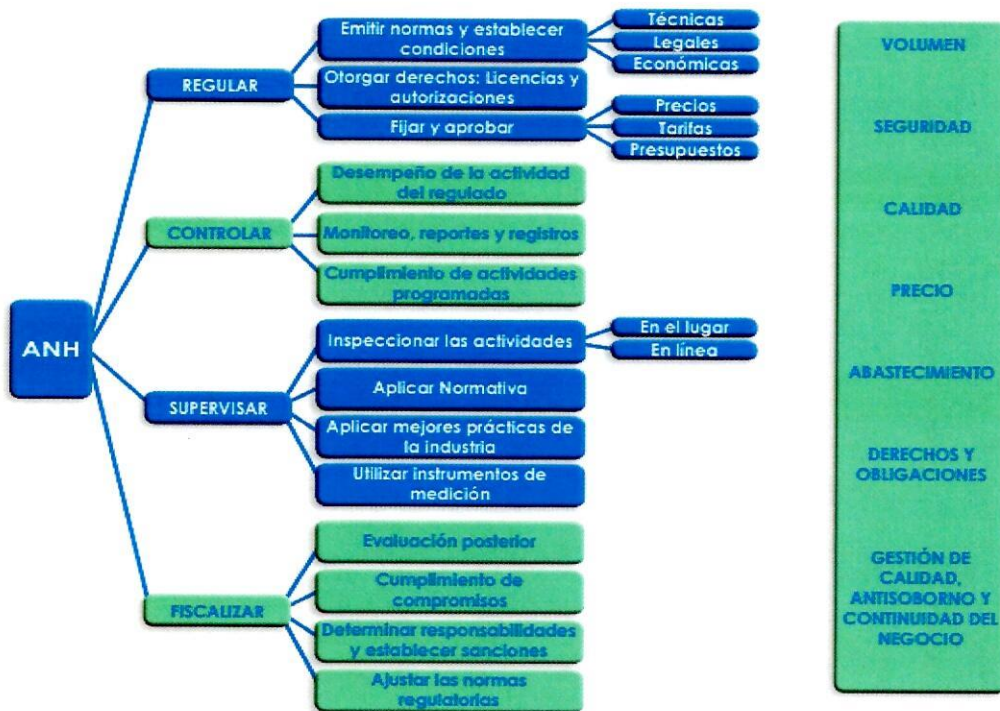 ANH
REGULAR
Emitir normas y establecer
condiciones
Técnicas
Legales
Económicas
Otorgar derechos: Licencias y
autorizaciones
Fijar y aprobar
Precios
Tarifas
Presupuestos
CONTROLAR
Desempeño de la actividad
del regulado
Monitoreo, reportes y registros
Cumplimiento de actividades
programadas
SUPERVISAR
Inspeccionar las actividades
En el lugar
En línea
Aplicar Normativa
Aplicar mejores prácticas de
la industria
Utilizar instrumentos de
medición
FISCALIZAR
Evaluación posterior
Cumplimiento de
compromisos
Determinar responsabilidades
y establecer sanciones
Ajustar las normas
regulatorias
VOLUMEN
SEGURIDAD
CALIDAD
PRECIO
ABASTECIMIENTO
DERECHOS Y
OBLIGACIONES
GESTIÓN DE
CALIDAD,
ANTISOBORNO Y
CONTINUIDAD DEL
NEGOCIO